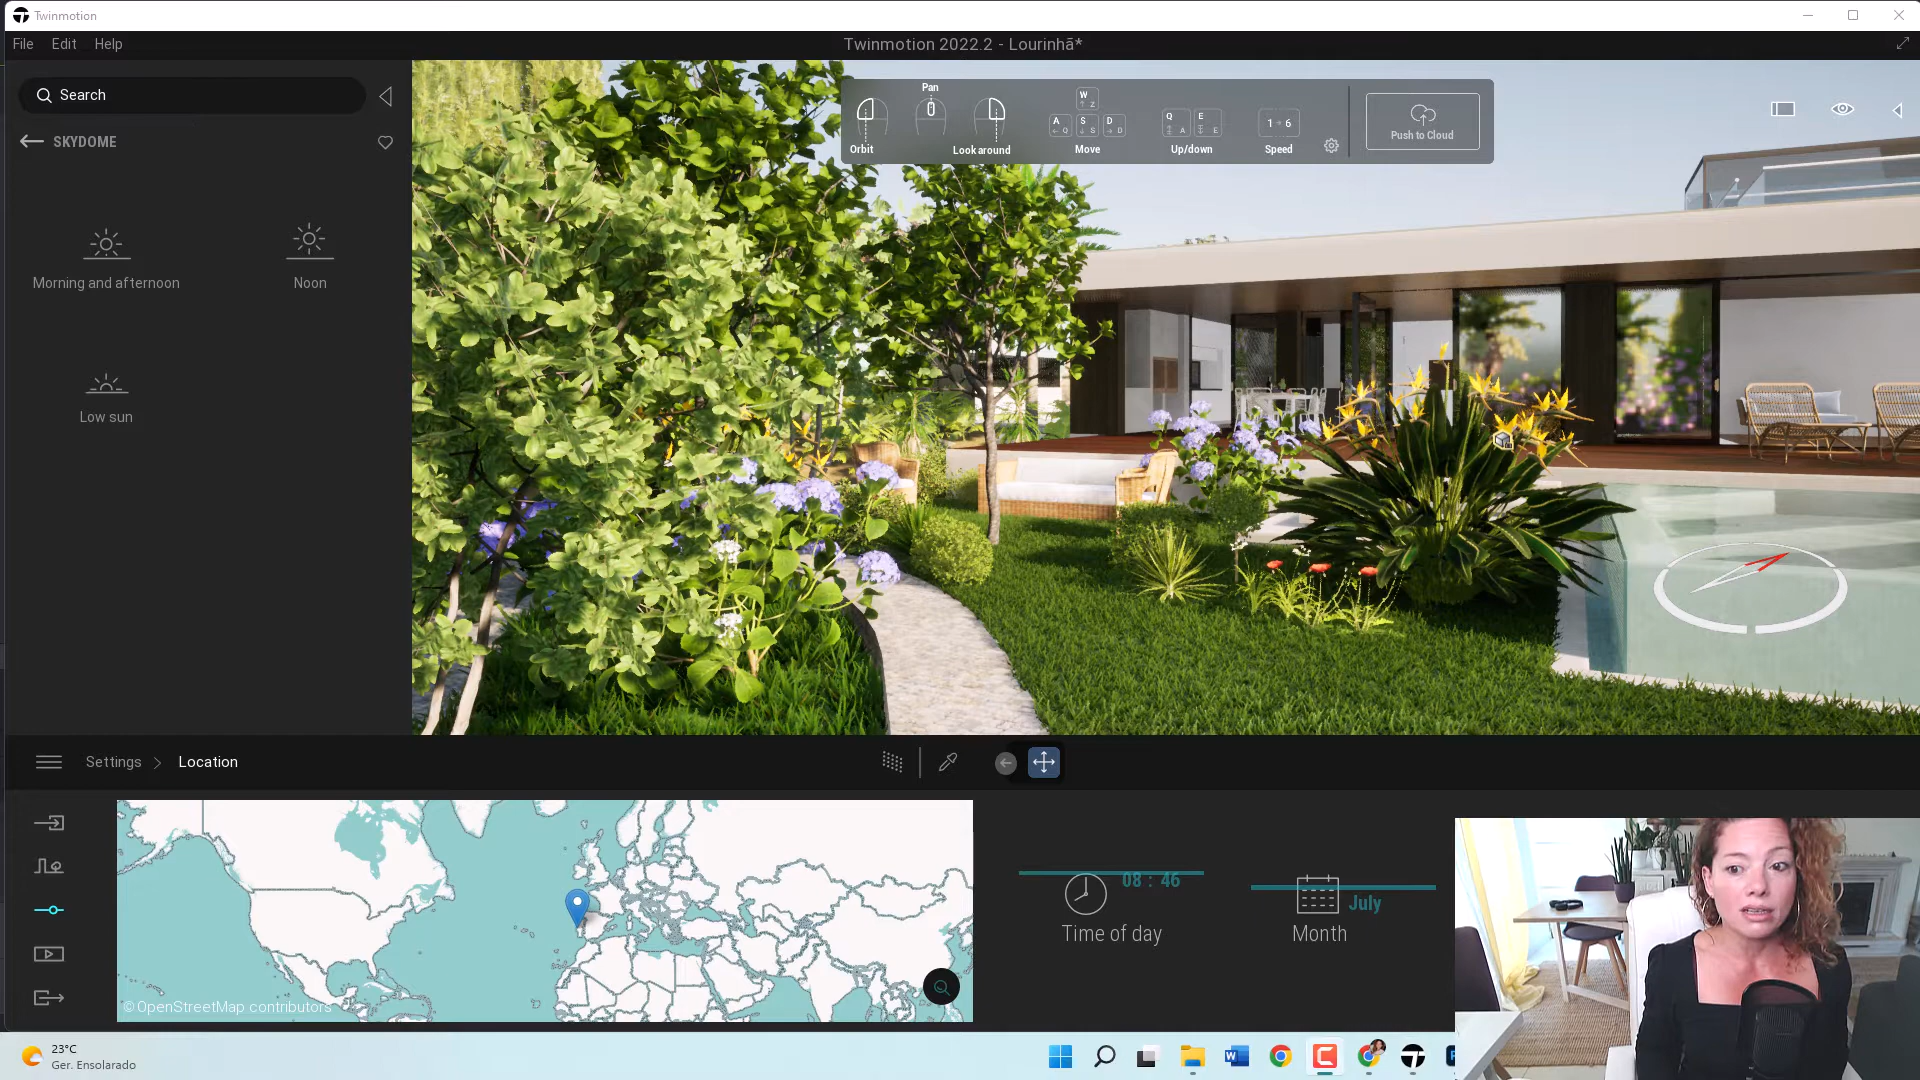 Twinmotion
File Edit Help
Twinmotion 2022.2 - Lourinhã*
Search
SKYDOME
Morning and afternoon
Noon
Low sun
Pan
Orbit
Look around
W
Z
A
Q
S
S
D
D
Move
Q
A
E
E
Up/down
1 6
Speed
Push to Cloud
Settings > Location
© OpenStreetMap contributors
08 : 46
Time of day
July
Month
23°C
Ger. Ensolarado